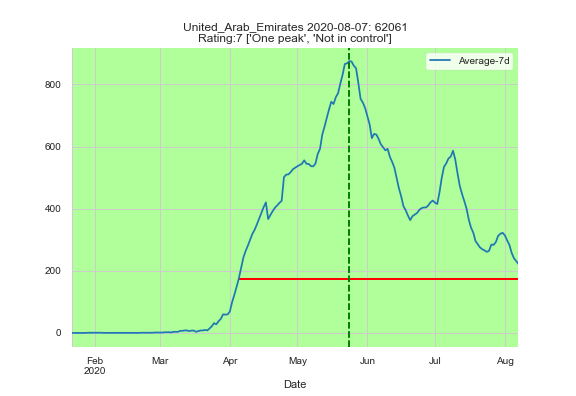 United_Arab_Emirates 2020-08-07: 62061
Rating:7 ['One peak', 'Not in control']
Average-7d
800
600
400
200
0
Feb Mar Apr May Jun Jul Aug
2020
Date